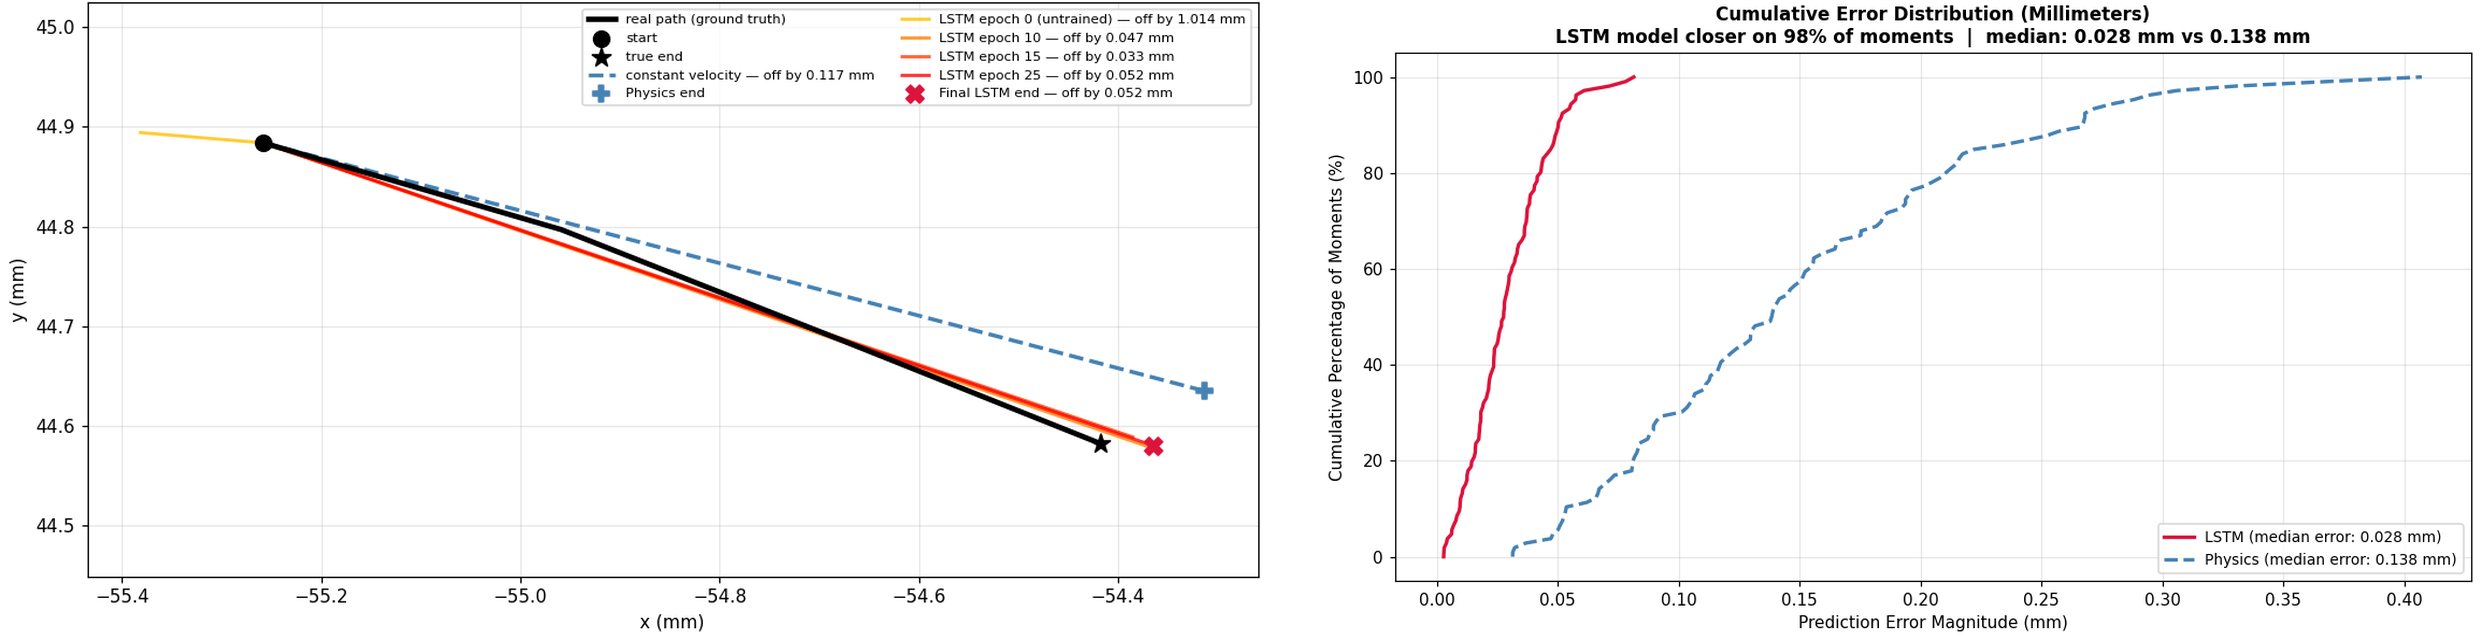 45.0
44.9
44.8
44.7
44.6
44.5
y (mm)
−55.4
−55.2
−55.0
−54.8
−54.6
−54.4
x (mm)
real path (ground truth)
start
true end
constant velocity — off by 0.117 mm
Physics end
LSTM epoch 0 (untrained) — off by 1.014 mm
LSTM epoch 10 — off by 0.047 mm
LSTM epoch 15 — off by 0.033 mm
LSTM epoch 25 — off by 0.052 mm
Final LSTM end — off by 0.052 mm
Cumulative Error Distribution (Millimeters)
LSTM model closer on 98% of moments | median: 0.028 mm vs 0.138 mm
100
80
60
40
20
0
Cumulative Percentage of Moments (%)
0.00
0.05
0.10
0.15
0.20
0.25
0.30
0.35
0.40
Prediction Error Magnitude (mm)
LSTM (median error: 0.028 mm)
Physics (median error: 0.138 mm)